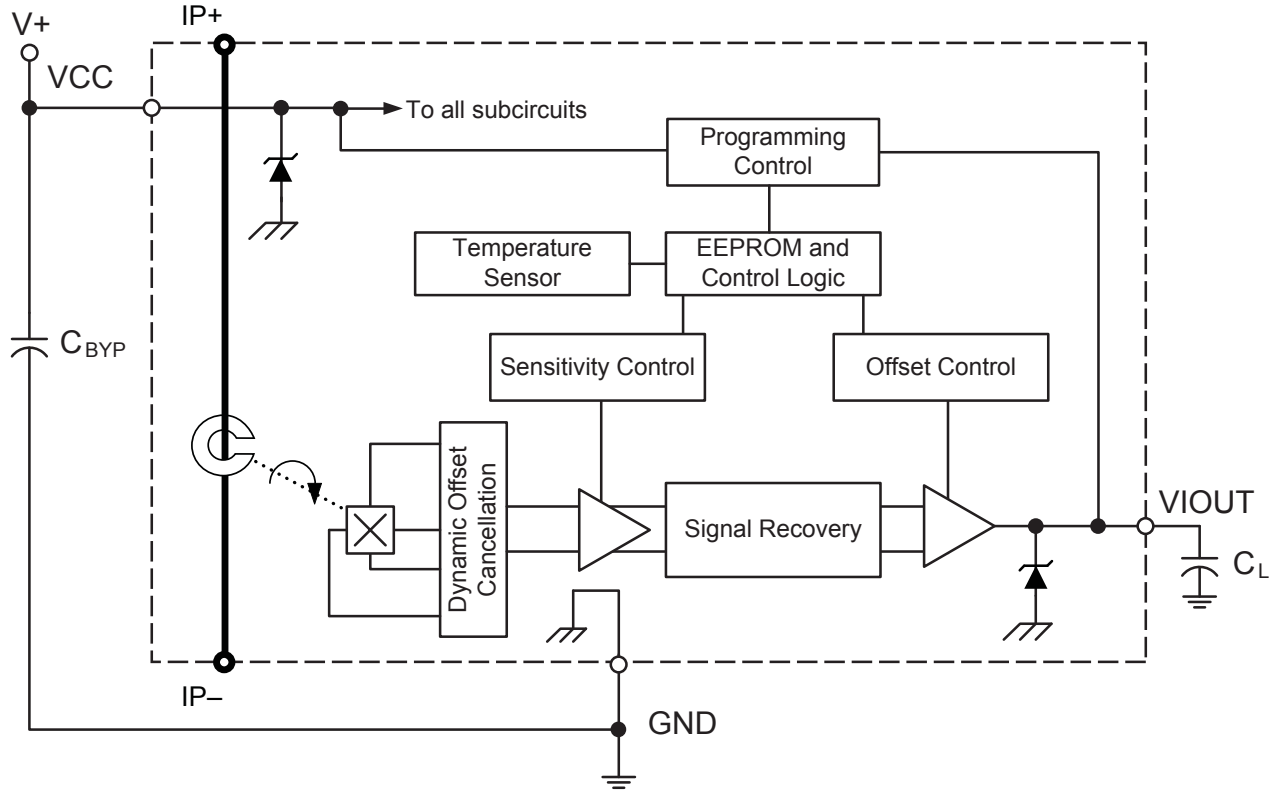 IP+
V+
VCC
To all subcircuits
Programming
Control
Temperature
Sensor
EEPROM and
Control Logic
CBYP
Sensitivity Control
Offset Control
Dynamic Offset
Cancellation
Signal Recovery
VIOUT
CL
IP–
GND